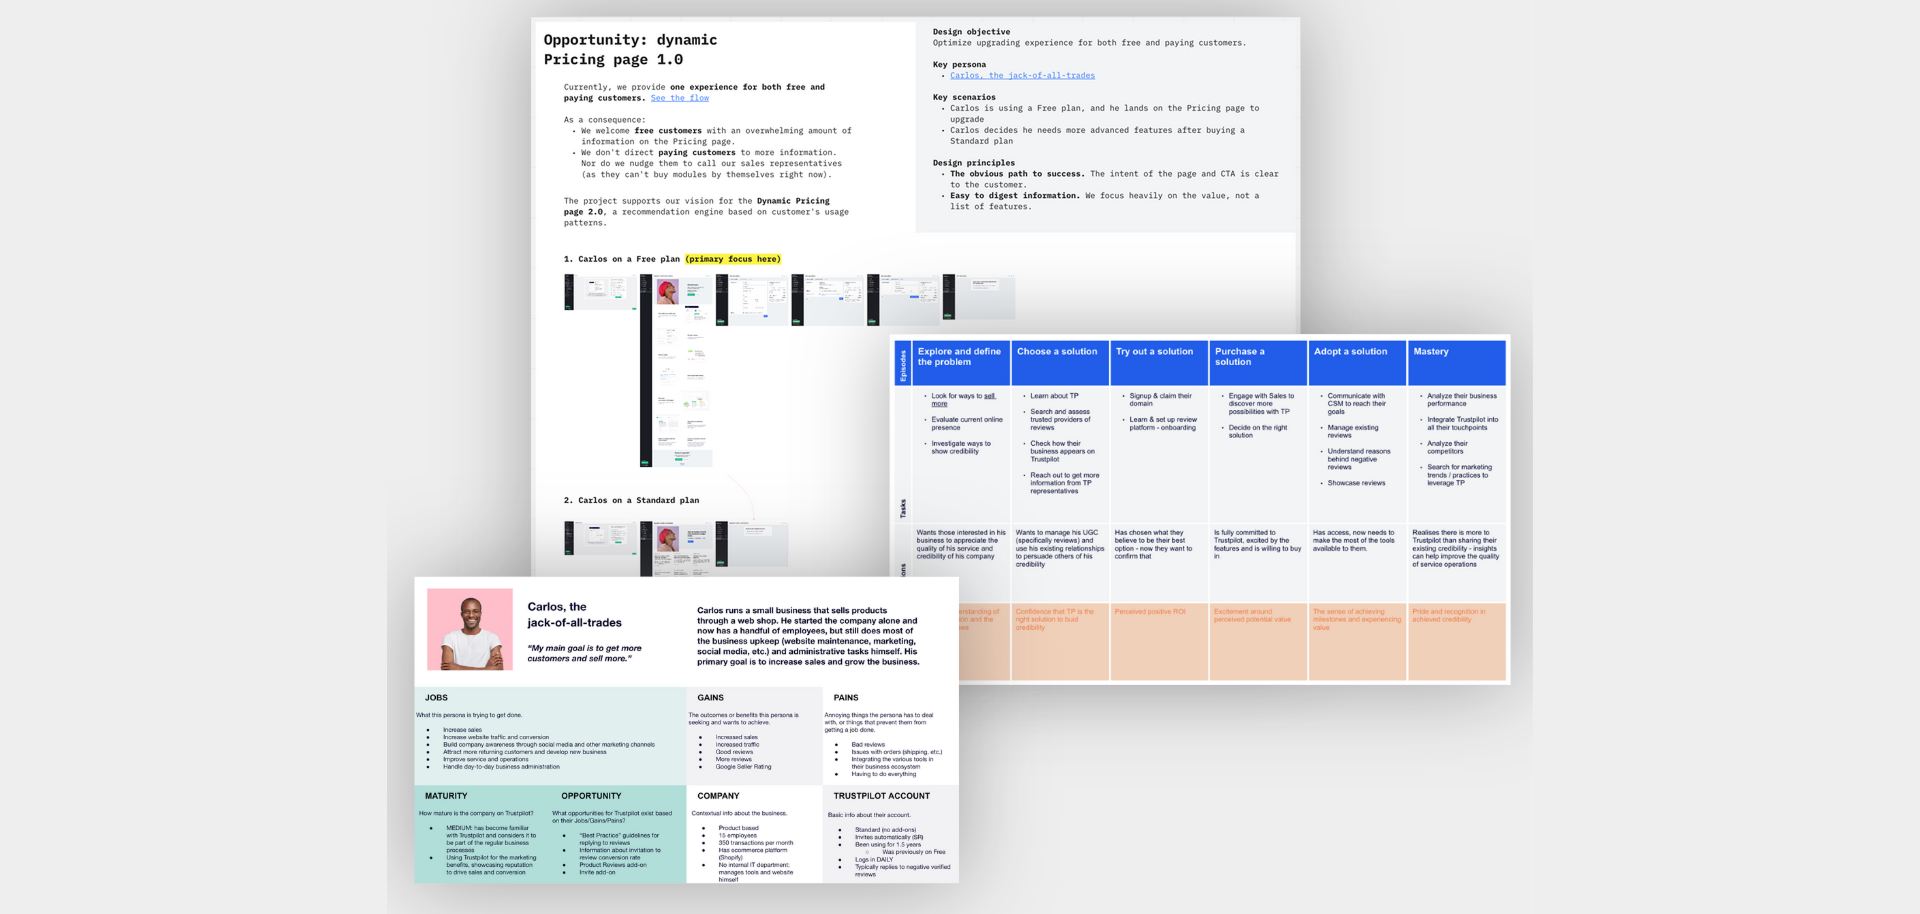 Opportunity: dynamic
Pricing page 1.0
Currently, we provide one experience for both free and
paying customers. See the flow
As a consequence:
• We welcome free customers with an overwhelming amount of
information on the Pricing page.
• We don't direct paying customers to more information.
Nor do we nudge them to call our sales representatives
(as they can't buy modules by themselves right now).
The project supports our vision for the Dynamic Pricing
page 2.0, a recommendation engine based on customer's usage
patterns.
Design objective
Optimize upgrading experience for both free and paying customers.
Key persona
• Carlos, the jack-of-all-trades
Key scenarios
• Carlos is using a Free plan, and he lands on the Pricing page to
upgrade
• Carlos decides he needs more advanced features after buying a
Standard plan
Design principles
• The obvious path to success. The intent of the page and CTA is clear
to the customer.
• Easy to digest information. We focus heavily on the value, not a
list of features.
1. Carlos on a Free plan (primary focus here)
2. Carlos on a Standard plan
Episodes
Explore and define
the problem
Choose a solution
Try out a solution
Purchase a
solution
Adopt a solution
Mastery
Tasks
• Look for ways to sell
more
• Evaluate current online
presence
• Investigate ways to
show credibility
• Learn about TP
• Search and assess
trusted providers of
reviews
• Check how their
business appears on
Trustpilot
• Reach out to get more
information from TP
representatives
• Signup & claim their
domain
• Learn & set up review
platform - onboarding
• Engage with Sales to
discover more
possibilities with TP
• Decide on the right
solution
• Communicate with
CSM to reach their
goals
• Manage existing
reviews
• Understand reasons
behind negative
reviews
• Showcase reviews
• Analyze their business
performance
• Integrate Trustpilot into
all their touchpoints
• Analyze their
competitors
• Search for marketing
trends / practices to
leverage TP
ons
Wants those interested in his
business to appreciate the
quality of his service and
credibility of his company
Wants to manage his UGC
(specifically reviews) and
use his existing relationships
to persuade others of his
credibility
Has chosen what they
believe to be their best
option - now they want to
confirm that
Is fully committed to
Trustpilot, excited by the
features and is willing to buy
in
Has access, now needs to
make the most of the tools
available to them.
Realises there is more to
Trustpilot than sharing their
existing credibility - insights
can help improve the quality
of service operations
erstanding of
ion and the
Confidence that TP is the
right solution to build
credibility
Perceived positive ROI
Excitement around
perceived potential value
The sense of achieving
milestones and experiencing
value
Pride and recognition in
achieved credibility
Carlos, the
jack-of-all-trades
"My main goal is to get more
customers and sell more."
Carlos runs a small business that sells products
through a web shop. He started the company alone and
now has a handful of employees, but still does most of
the business upkeep (website maintenance, marketing,
social media, etc.) and administrative tasks himself. His
primary goal is to increase sales and grow the business.
JOBS
What this persona is trying to get done.
● Increase sales
● Increase website traffic and conversion
● Build company awareness through social media and other marketing channels
● Attract more returning customers and develop new business
● Improve service and operations
● Handle day-to-day business administration
GAINS
The outcomes or benefits this persona is
seeking and wants to achieve.
● Increased sales
● Increased traffic
● Good reviews
● More reviews
● Google Seller Rating
PAINS
Annoying things the persona has to deal
with, or things that prevent them from
getting a job done.
● Bad reviews
● Issues with orders (shipping, etc.)
● Integrating the various tools in
their business ecosystem
● Having to do everything
MATURITY
How mature is the company on Trustpilot?
● MEDIUM: has become familiar
with Trustpilot and considers it to
be part of the regular business
processes
● Using Trustpilot for the marketing
benefits, showcasing reputation
to drive sales and conversion
OPPORTUNITY
What opportunities for Trustpilot exist based
on their Jobs/Gains/Pains?
● "Best Practice" guidelines for
replying to reviews
● Information about invitation to
review conversion rate
● Product Reviews add-on
● Invite add-on
COMPANY
Contextual info about the business.
● Product based
● 15 employees
● 350 transactions per month
● Has ecommerce platform
(Shopify)
● No internal IT department;
manages tools and website
himself
TRUSTPILOT ACCOUNT
Basic info about their account.
● Standard (no add-ons)
● Invites automatically (SR)
● Been using for 1.5 years
○ Was previously on Free
● Logs in DAILY
● Typically replies to negative verified
reviews